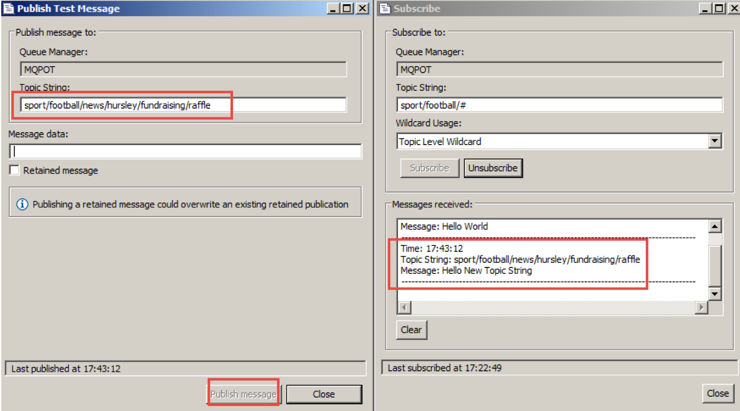 Publish Test Message
Publish message to:
Queue Manager:
MQPOT
Topic String:
sport/football/news/hursley/fundraising/raffle
Message data:
Retained message
Publishing a retained message could overwrite an existing retained publication
Last published at 17:43:12
Publish message
Close
Subscribe
Subscribe to:
Queue Manager:
MQPOT
Topic String:
sport/football/#
Wildcard Usage:
Topic Level Wildcard
Subscribe
Unsubscribe
Messages received:
Message: Hello World
Time: 17:43:12
Topic String: sport/football/news/hursley/fundraising/raffle
Message: Hello New Topic String
Clear
Last subscribed at 17:22:49
Close